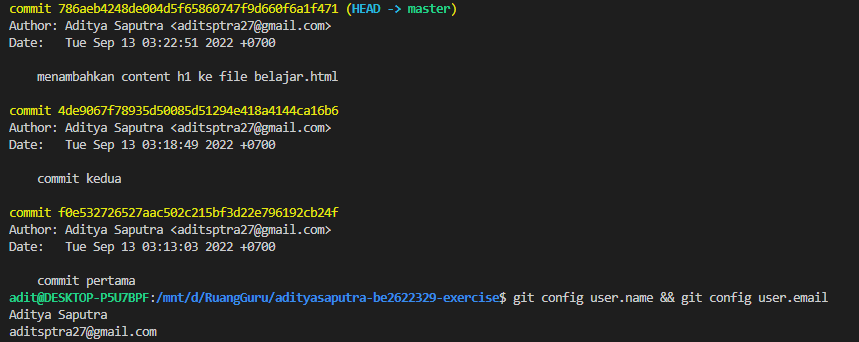 commit 786aeb4248de004d5f65860747f9d660f6a1f471 (HEAD -> master)
Author: Aditya Saputra <aditsptra27@gmail.com>
Date:   Tue Sep 13 03:22:51 2022 +0700
menambahkan content h1 ke file belajar.html
commit 4de9067f78935d50085d51294e418a4144ca16b6
Author: Aditya Saputra <aditsptra27@gmail.com>
Date:   Tue Sep 13 03:18:49 2022 +0700
commit kedua
commit f0e532726527aac502c215bf3d22e796192cb24f
Author: Aditya Saputra <aditsptra27@gmail.com>
Date:   Tue Sep 13 03:13:03 2022 +0700
commit pertama
adit@DESKTOP-P5U7BPF:/mnt/d/RuangGuru/adityasaputra-be2622329-exercise$ git config user.name && git config user.email
Aditya Saputra
aditsptra27@gmail.com